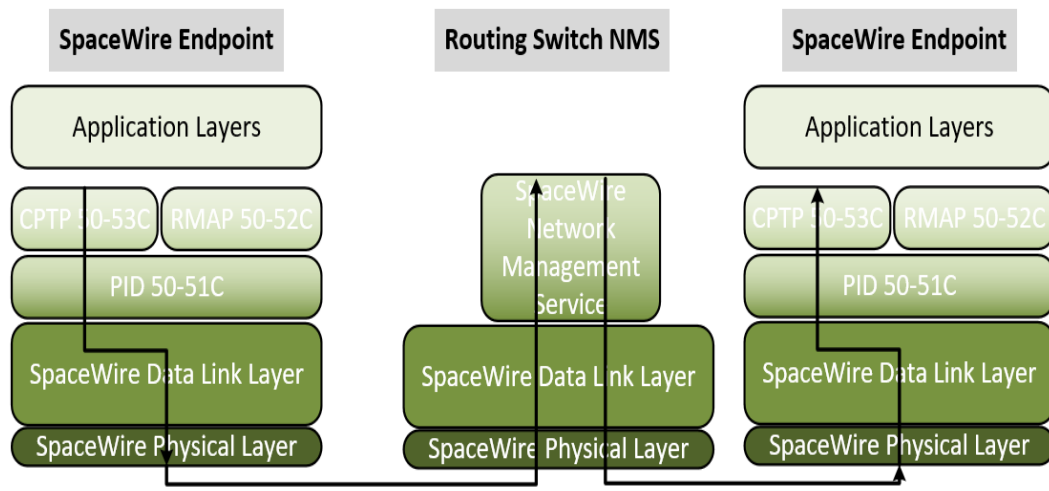 SpaceWire Endpoint
Routing Switch NMS
SpaceWire Endpoint
Application Layers
CPTP 50-53C
RMAP 50-52C
PID 50-51C
SpaceWire Data Link Layer
SpaceWire Physical Layer
SpaceWire
Network
Management
Service
SpaceWire Data Link Layer
SpaceWire Physical Layer
Application Layers
CPTP 50-53C
RMAP 50-52C
PID 50-51C
SpaceWire Data Link Layer
SpaceWire Physical Layer